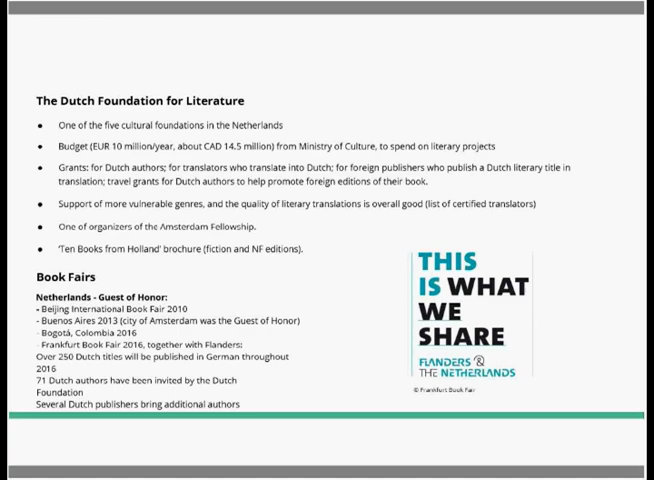 The Dutch Foundation for Literature
● One of the five cultural foundations in the Netherlands
● Budget (EUR 10 million/year, about CAD 14.5 million) from Ministry of Culture, to spend on literary projects
● Grants: for Dutch authors; for translators who translate into Dutch; for foreign publishers who publish a Dutch literary title in
translation; travel grants for Dutch authors to help promote foreign editions of their book.
● Support of more vulnerable genres, and the quality of literary translations is overall good (list of certified translators)
● One of organizers of the Amsterdam Fellowship.
● ‘Ten Books from Holland’ brochure (fiction and NF editions).
Book Fairs
Netherlands - Guest of Honor:
- Beijing International Book Fair 2010
- Buenos Aires 2013 (city of Amsterdam was the Guest of Honor)
- Bogotá, Colombia 2016
- Frankfurt Book Fair 2016, together with Flanders:
Over 250 Dutch titles will be published in German throughout
2016
71 Dutch authors have been invited by the Dutch
Foundation
Several Dutch publishers bring additional authors
THIS
IS WHAT
WE
SHARE
FLANDERS &
THE NETHERLANDS
© Frankfurt Book Fair